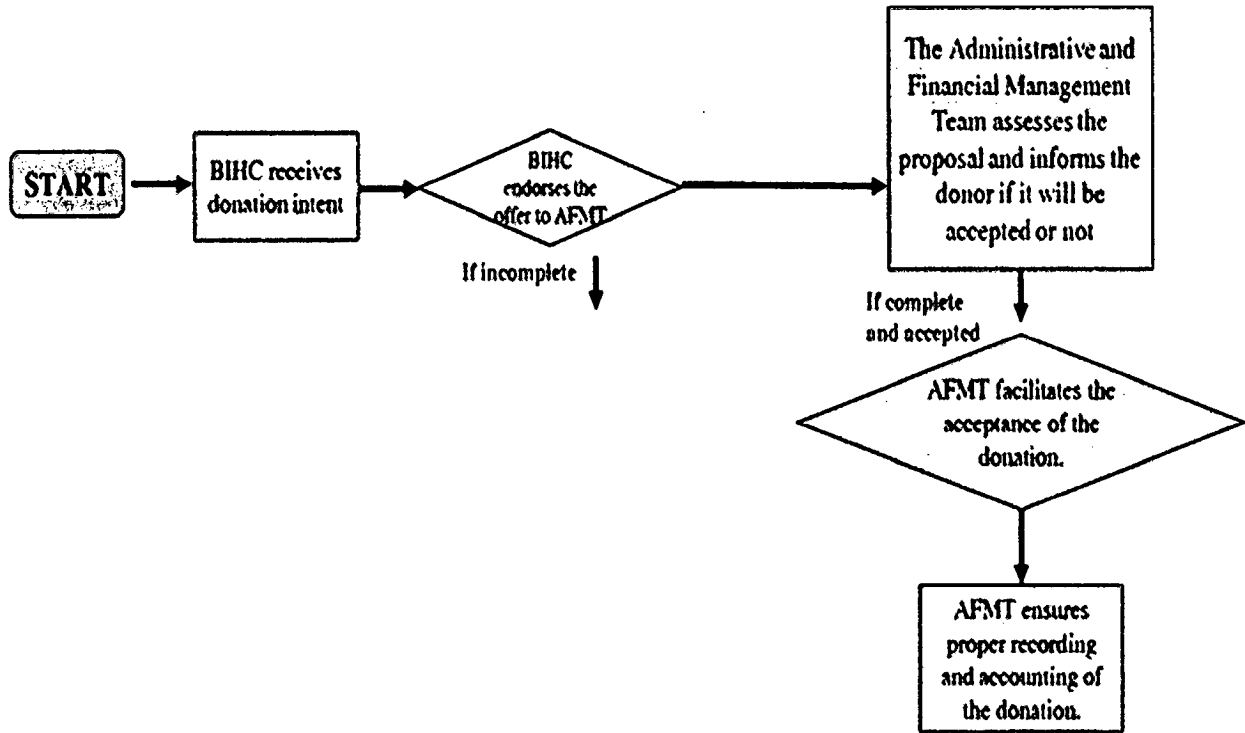 START
BIHC receives
donation intent
BIHC
endorses the
offer to AFMT
If incomplete
The Administrative and
Financial Management
Team assesses the
proposal and informs the
donor if it will be
accepted or not
If complete
and accepted
AFMT facilitates the
acceptance of the
donation.
AFMT ensures
proper recording
and accounting of
the donation.